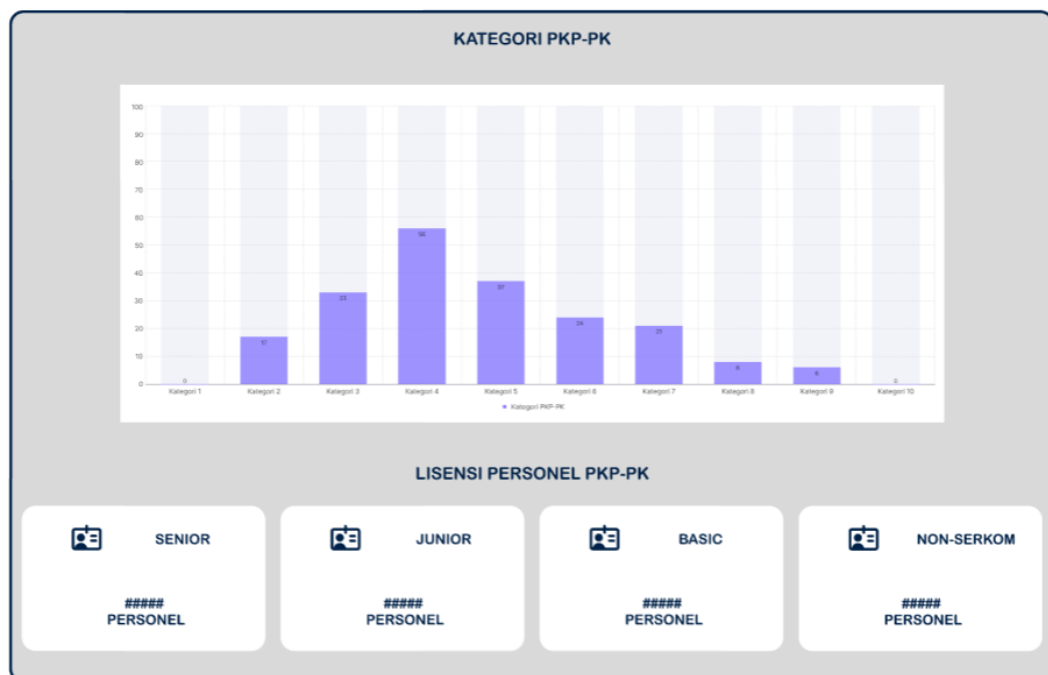 KATEGORI PKP-PK
100
90
80
70
60
50
40
30
20
10
0
0
17
33
56
37
24
21
8
6
0
Kategori 1
Kategori 2
Kategori 3
Kategori 4
Kategori 5
Kategori 6
Kategori 7
Kategori 8
Kategori 9
Kategori 10
Kategori PKP-PK
LISENSI PERSONEL PKP-PK
SENIOR
#####
PERSONEL
JUNIOR
#####
PERSONEL
BASIC
#####
PERSONEL
NON-SERKOM
#####
PERSONEL